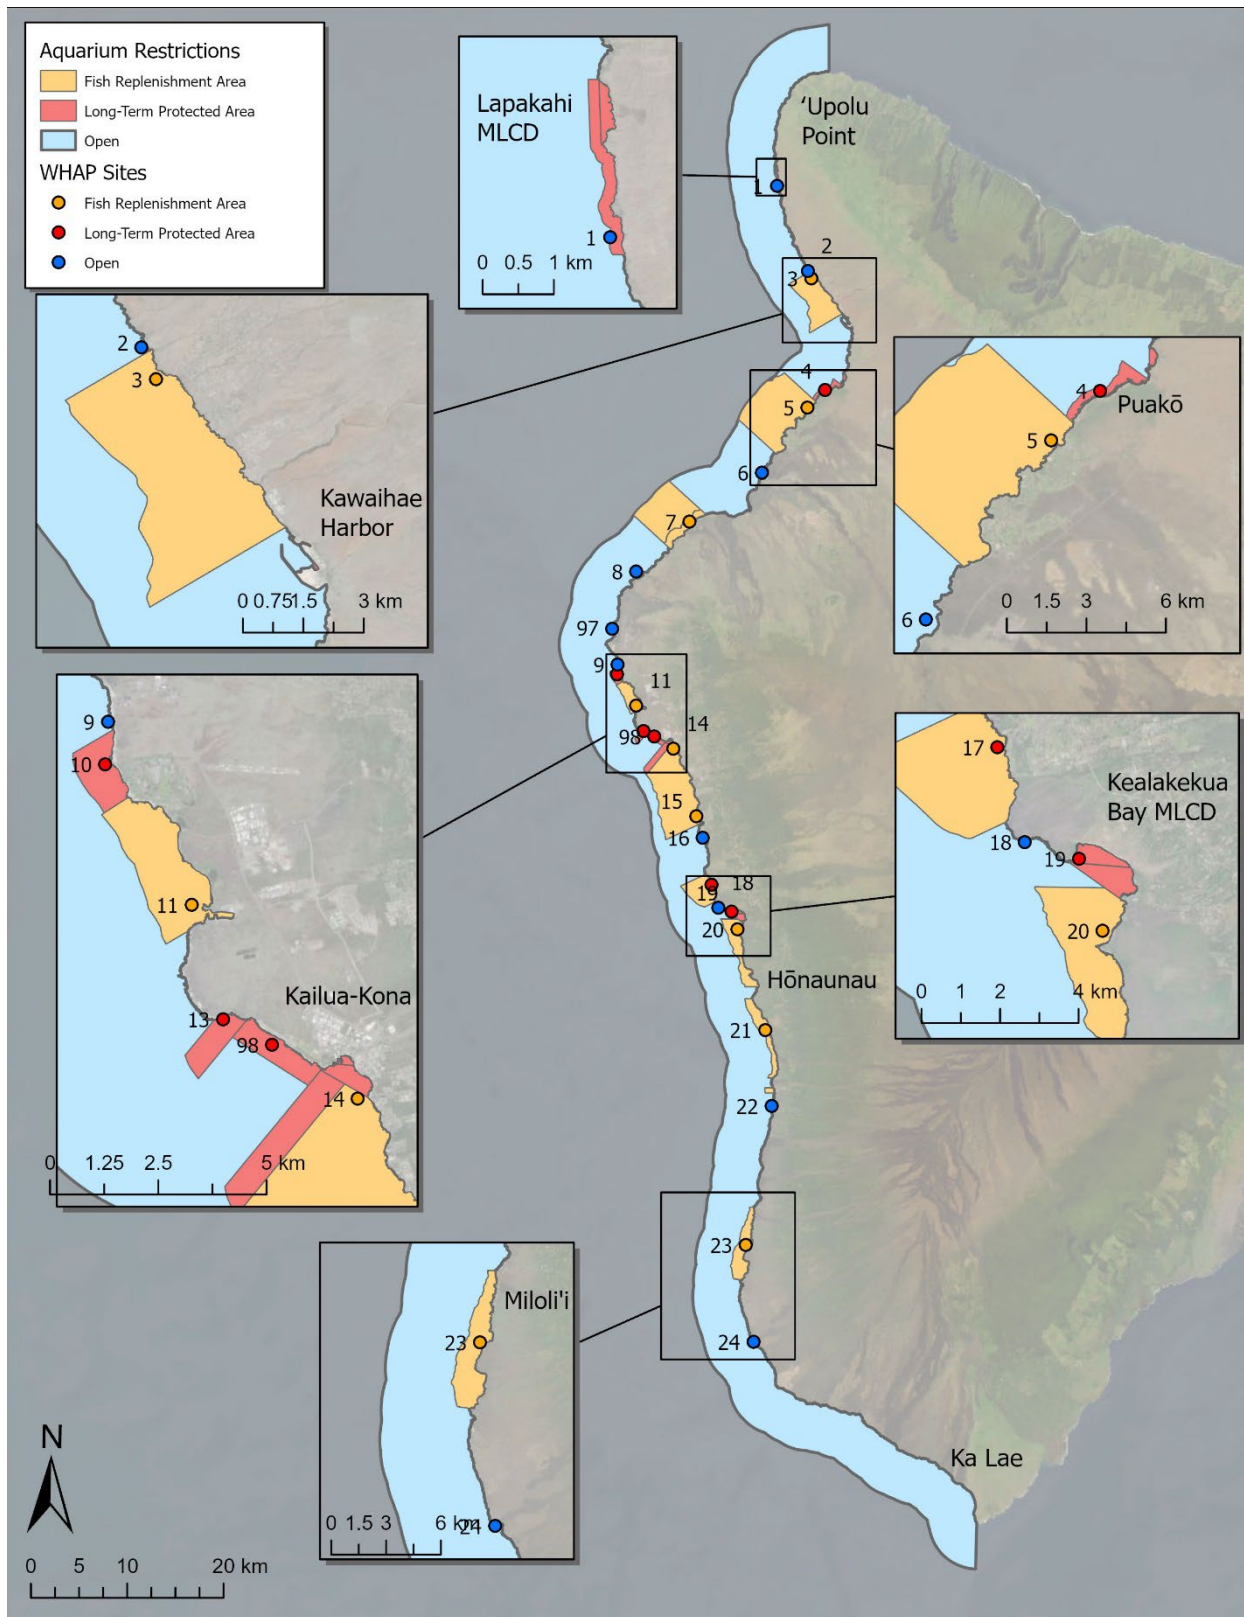 Aquarium Restrictions
Fish Replenishment Area
Long-Term Protected Area
Open
WHAP Sites
Fish Replenishment Area
Long-Term Protected Area
Open
Lapakahi
MLCD
1
0 0.5 1 km
ʻUpolu
Point
1
2
3
4
5
6
7
8
97
9
11
98
14
15
16
18
19
20
Hōnaunau
21
22
23
24
Ka Lae
2
3
Kawaihae
Harbor
0 0.75 1.5 3 km
4
Puakō
5
0 1.5 3 6 km
6
9
10
11
Kailua-Kona
13
98
14
0 1.25 2.5 5 km
17
Kealakekua
Bay MLCD
18
19
20
0 1 2 4 km
Miloli'i
23
0 1.5 3 6 km
24
N
0 5 10 20 km